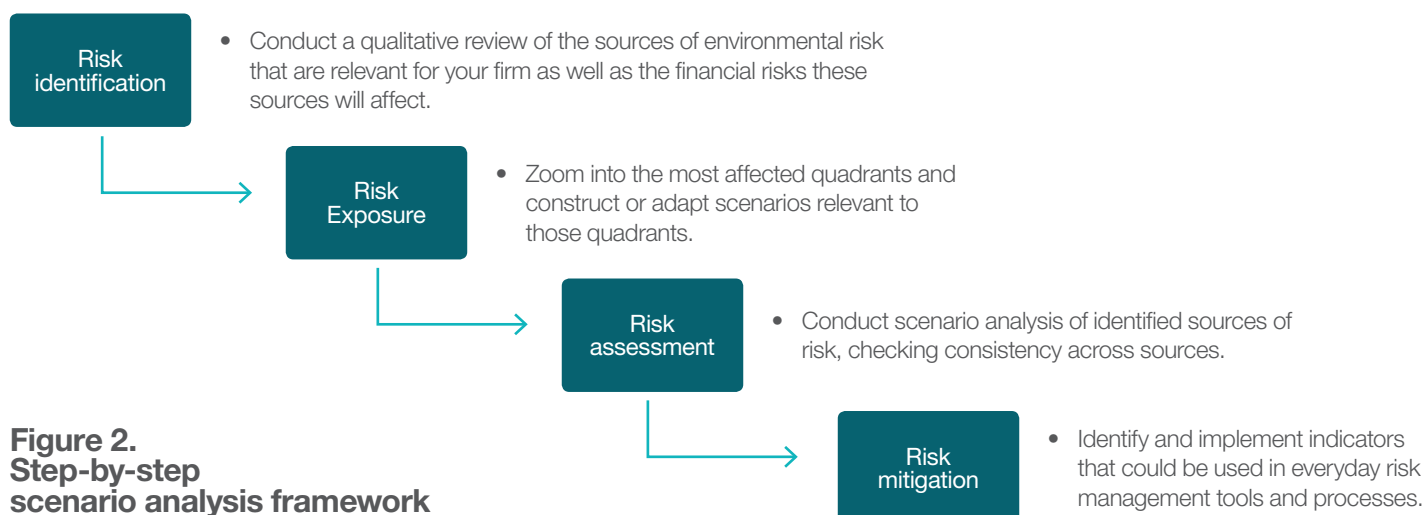 Risk
identification
• Conduct a qualitative review of the sources of environmental risk
that are relevant for your firm as well as the financial risks these
sources will affect.
Risk
Exposure
• Zoom into the most affected quadrants and
construct or adapt scenarios relevant to
those quadrants.
Risk
assessment
• Conduct scenario analysis of identified sources of
risk, checking consistency across sources.
Risk
mitigation
• Identify and implement indicators
that could be used in everyday risk
management tools and processes.
Figure 2.
Step-by-step
scenario analysis framework